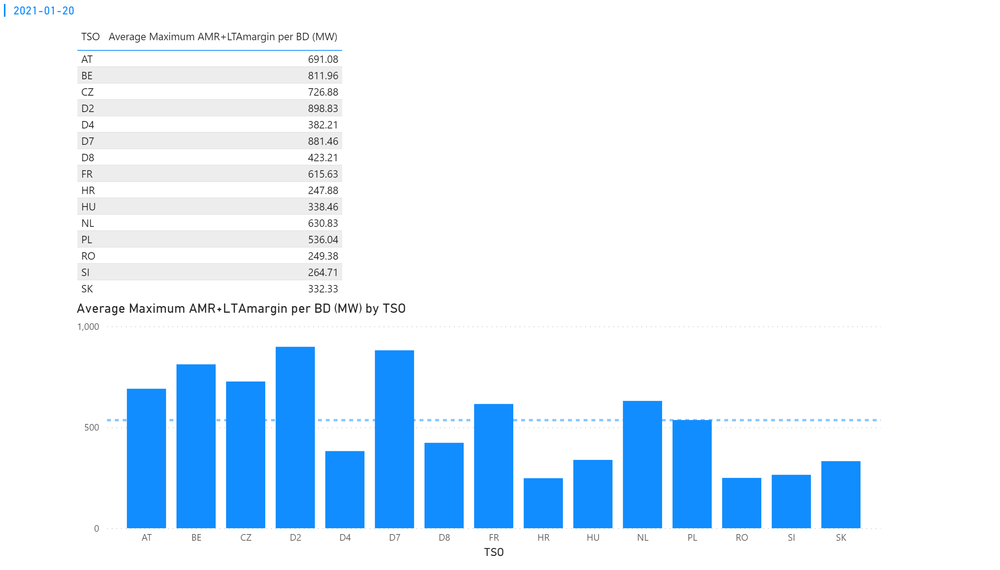 2021-01-20
TSO Average Maximum AMR+LTAmargin per BD (MW)
AT 691.08
BE 811.96
CZ 726.88
D2 898.83
D4 382.21
D7 881.46
D8 423.21
FR 615.63
HR 247.88
HU 338.46
NL 630.83
PL 536.04
RO 249.38
SI 264.71
SK 332.33
Average Maximum AMR+LTAmargin per BD (MW) by TSO
1,000
500
0
AT BE CZ D2 D4 D7 D8 FR HR HU NL PL RO SI SK
TSO